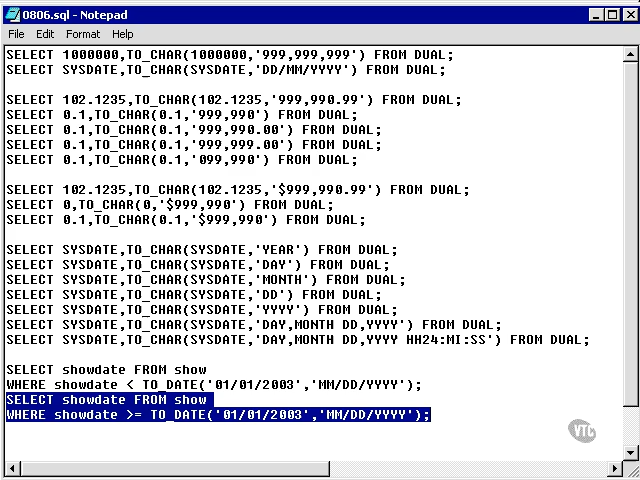 0806.sql - Notepad
File Edit Format Help
SELECT 1000000,TO_CHAR(1000000,'999,999,999') FROM DUAL;
SELECT SYSDATE,TO_CHAR(SYSDATE,'DD/MM/YYYY') FROM DUAL;
SELECT 102.1235,TO_CHAR(102.1235,'999,990.99') FROM DUAL;
SELECT 0.1,TO_CHAR(0.1,'999,990') FROM DUAL;
SELECT 0.1,TO_CHAR(0.1,'999,990.00') FROM DUAL;
SELECT 0.1,TO_CHAR(0.1,'999,999.00') FROM DUAL;
SELECT 0.1,TO_CHAR(0.1,'099,990') FROM DUAL;
SELECT 102.1235,TO_CHAR(102.1235,'$999,990.99') FROM DUAL;
SELECT 0,TO_CHAR(0,'$999,990') FROM DUAL;
SELECT 0.1,TO_CHAR(0.1,'$999,990') FROM DUAL;
SELECT SYSDATE,TO_CHAR(SYSDATE,'YEAR') FROM DUAL;
SELECT SYSDATE,TO_CHAR(SYSDATE,'DAY') FROM DUAL;
SELECT SYSDATE,TO_CHAR(SYSDATE,'MONTH') FROM DUAL;
SELECT SYSDATE,TO_CHAR(SYSDATE,'DD') FROM DUAL;
SELECT SYSDATE,TO_CHAR(SYSDATE,'YYYY') FROM DUAL;
SELECT SYSDATE,TO_CHAR(SYSDATE,'DAY,MONTH DD,YYYY') FROM DUAL;
SELECT SYSDATE,TO_CHAR(SYSDATE,'DAY,MONTH DD,YYYY HH24:MI:SS') FROM DUAL;
SELECT showdate FROM show
WHERE showdate < TO_DATE('01/01/2003','MM/DD/YYYY');
SELECT showdate FROM show
WHERE showdate >= TO_DATE('01/01/2003','MM/DD/YYYY');
VTC